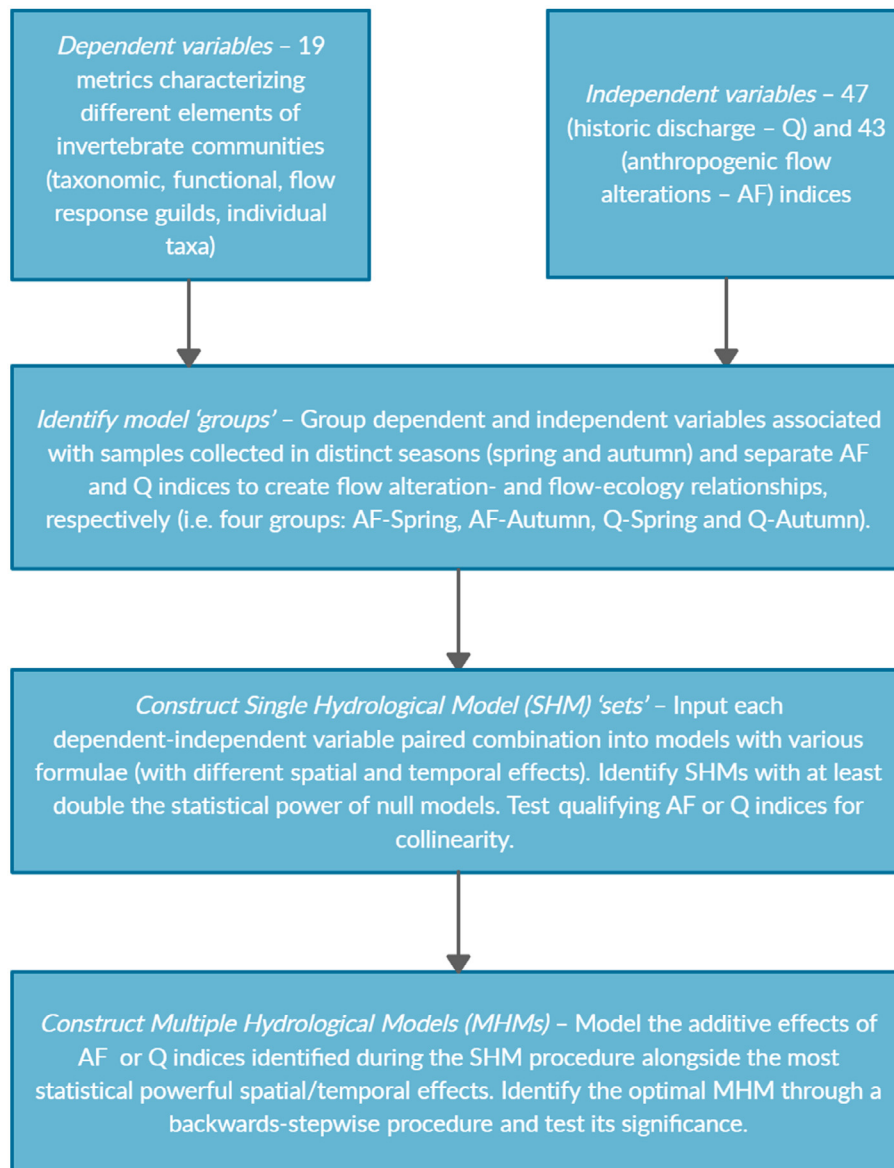 Dependent variables – 19
metrics characterizing
different elements of
invertebrate communities
(taxonomic, functional, flow
response guilds, individual
taxa)
Independent variables – 47
(historic discharge – Q) and 43
(anthropogenic flow
alterations – AF) indices
Identify model ‘groups’ – Group dependent and independent variables associated
with samples collected in distinct seasons (spring and autumn) and separate AF
and Q indices to create flow alteration- and flow-ecology relationships,
respectively (i.e. four groups: AF-Spring, AF-Autumn, Q-Spring and Q-Autumn).
Construct Single Hydrological Model (SHM) ‘sets’ – Input each
dependent-independent variable paired combination into models with various
formulae (with different spatial and temporal effects). Identify SHMs with at least
double the statistical power of null models. Test qualifying AF or Q indices for
collinearity.
Construct Multiple Hydrological Models (MHMs) – Model the additive effects of
AF or Q indices identified during the SHM procedure alongside the most
statistical powerful spatial/temporal effects. Identify the optimal MHM through a
backwards-stepwise procedure and test its significance.